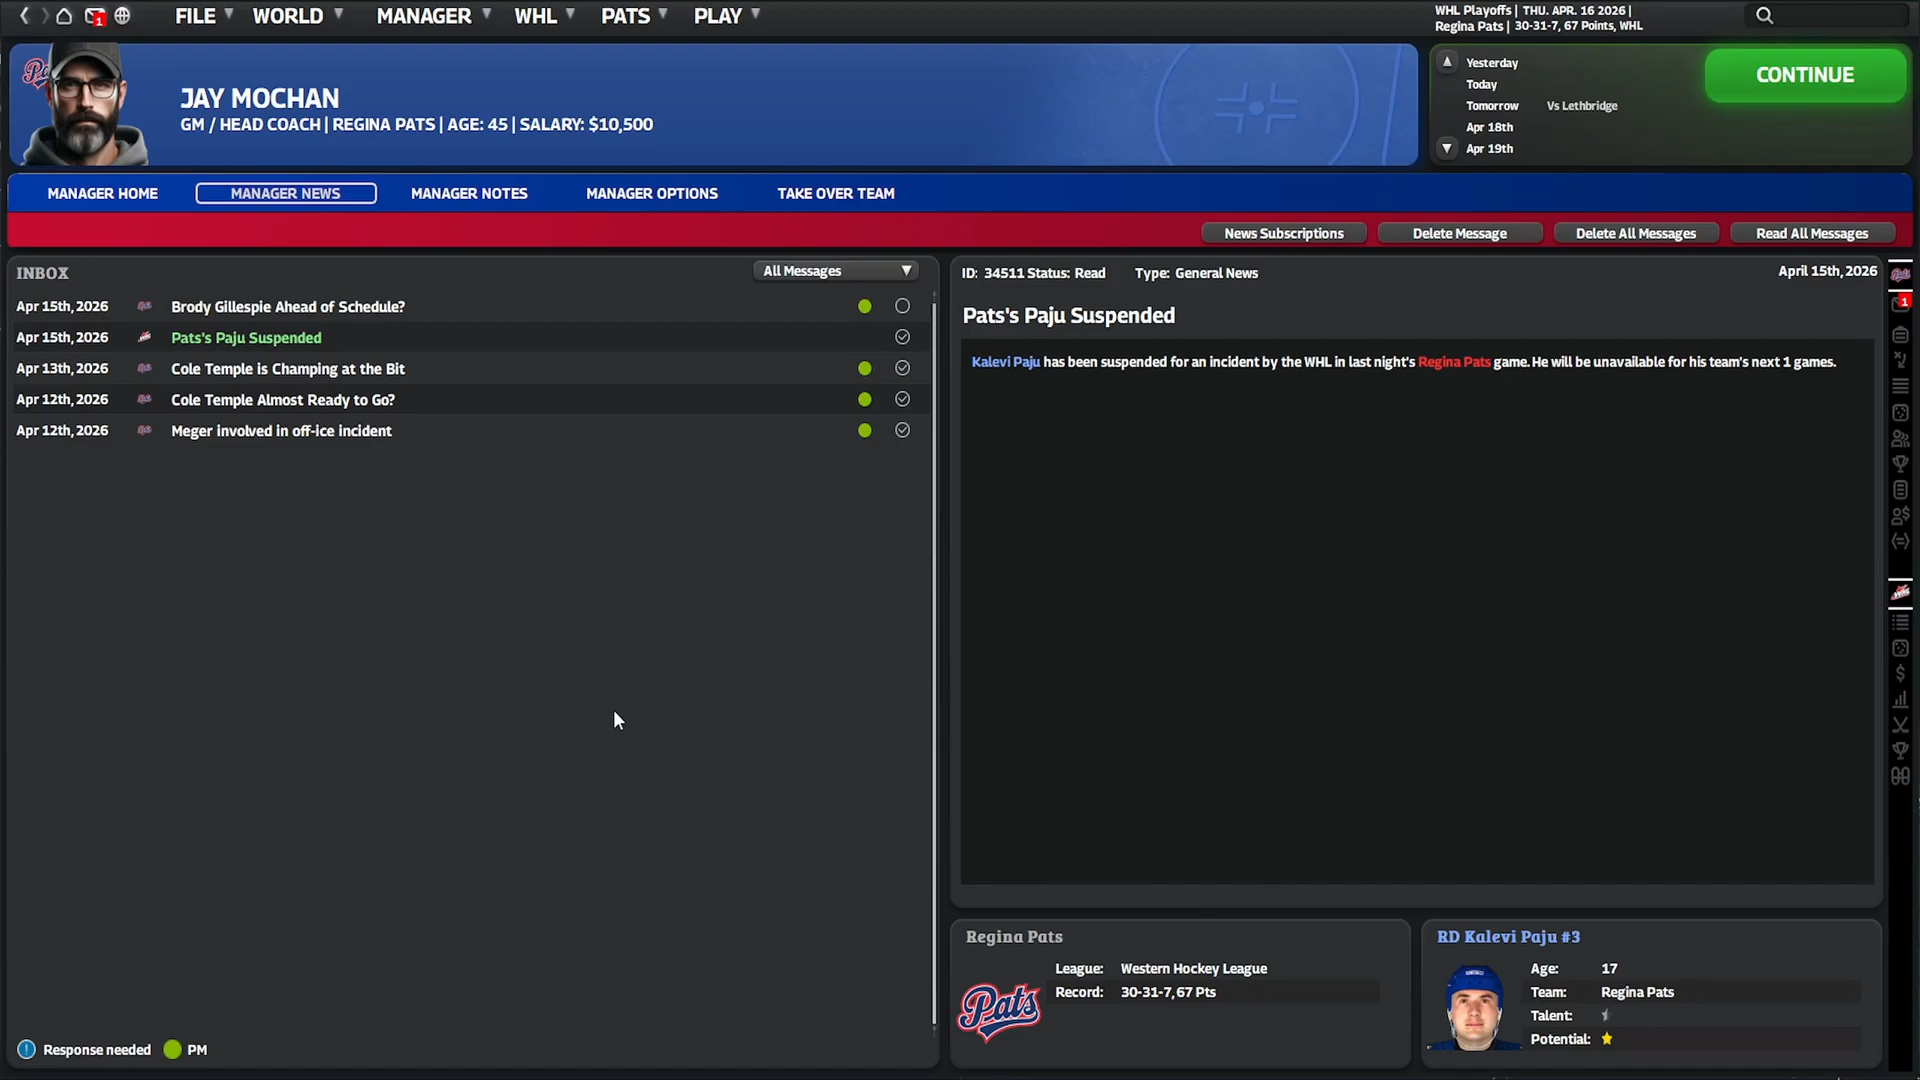 1
FILE WORLD MANAGER WHL PATS PLAY
WHL Playoffs | THU. APR. 16 2026 |
Regina Pats | 30-31-7, 67 Points, WHL
JAY MOCHAN
GM / HEAD COACH | REGINA PATS | AGE: 45 | SALARY: $10,500
Yesterday
Today
Tomorrow Vs Lethbridge
Apr 18th
Apr 19th
CONTINUE
MANAGER HOME MANAGER NEWS MANAGER NOTES MANAGER OPTIONS TAKE OVER TEAM
News Subscriptions Delete Message Delete All Messages Read All Messages
INBOX All Messages
Apr 15th, 2026 Brody Gillespie Ahead of Schedule?
Apr 15th, 2026 Pats's Paju Suspended
Apr 13th, 2026 Cole Temple is Champing at the Bit
Apr 12th, 2026 Cole Temple Almost Ready to Go?
Apr 12th, 2026 Meger involved in off-ice incident
Response needed PM
ID: 34511 Status: Read Type: General News April 15th, 2026
Pats's Paju Suspended
Kalevi Paju has been suspended for an incident by the WHL in last night's Regina Pats game. He will be unavailable for his team's next 1 games.
1
Regina Pats
League: Western Hockey League
Record: 30-31-7, 67 Pts
Pats
RD Kalevi Paju #3
Age: 17
Team: Regina Pats
Talent:
Potential: